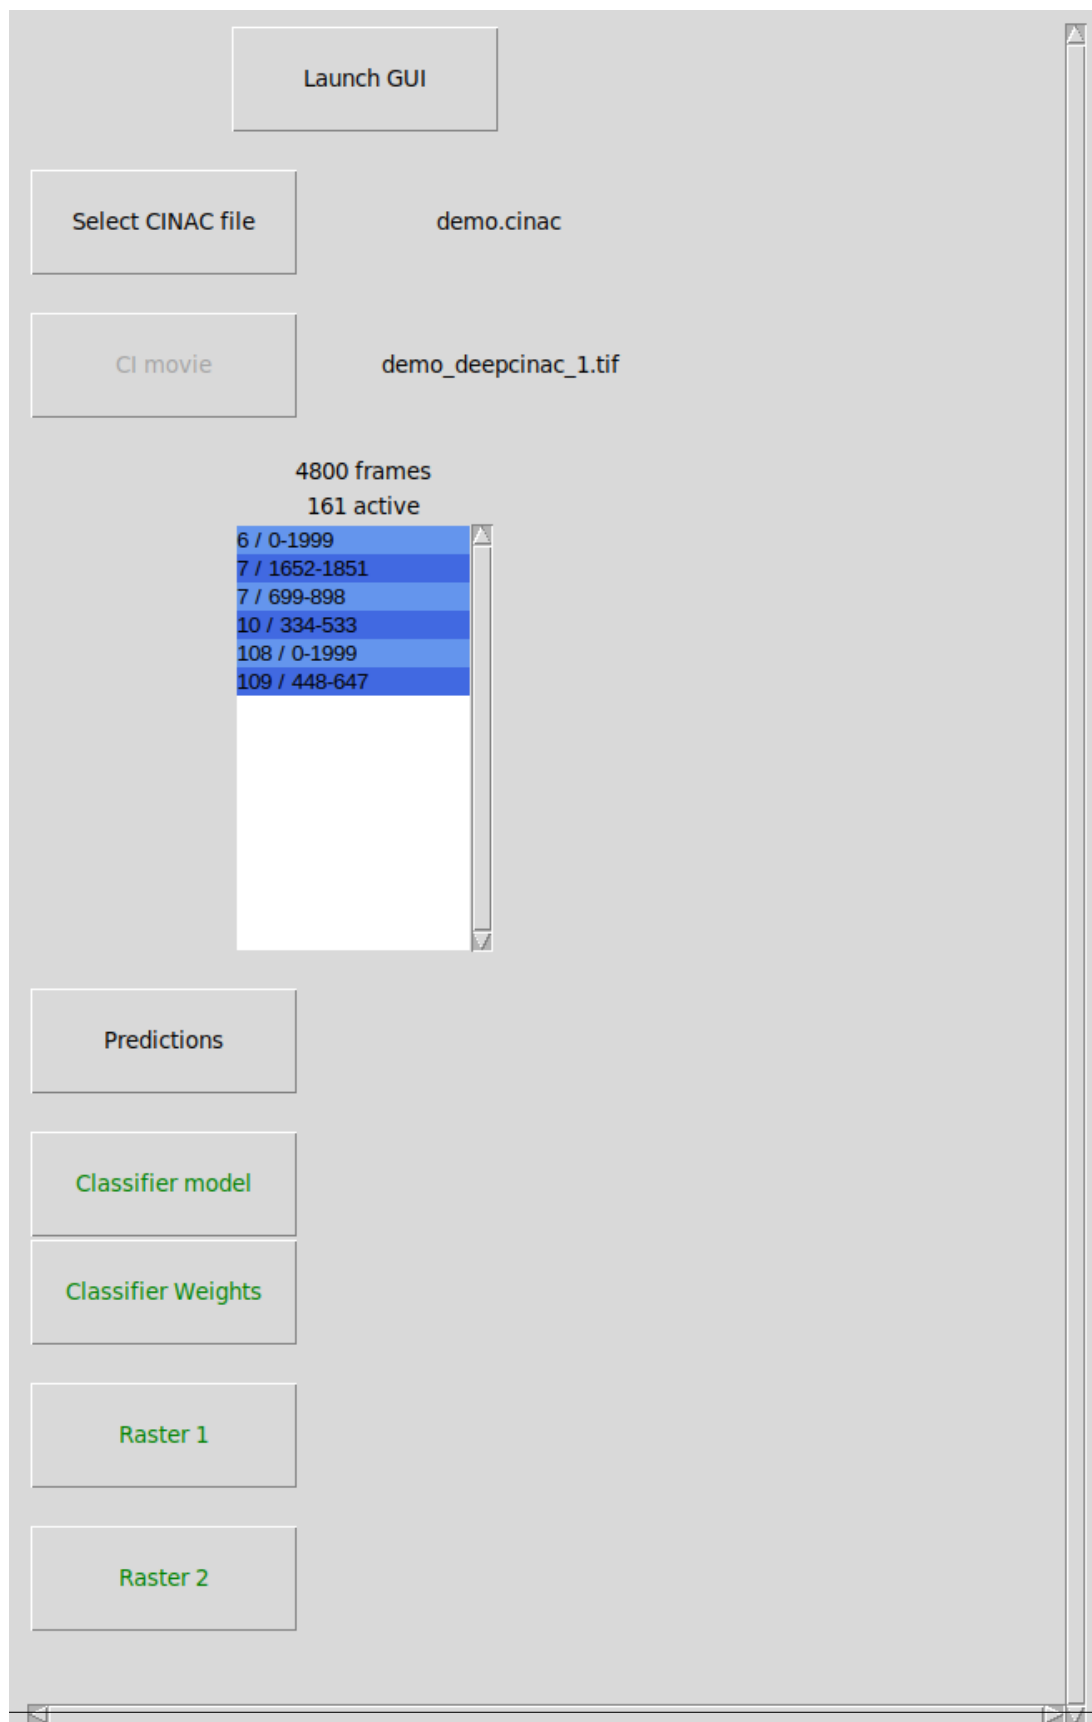 Launch GUI
Select CINAC file
demo.cinac
CI movie
demo_deepcinac_1.tif
4800 frames
161 active
6 / 0-1999
7 / 1652-1851
7 / 699-898
10 / 334-533
108 / 0-1999
109 / 448-647
Predictions
Classifier model
Classifier Weights
Raster 1
Raster 2